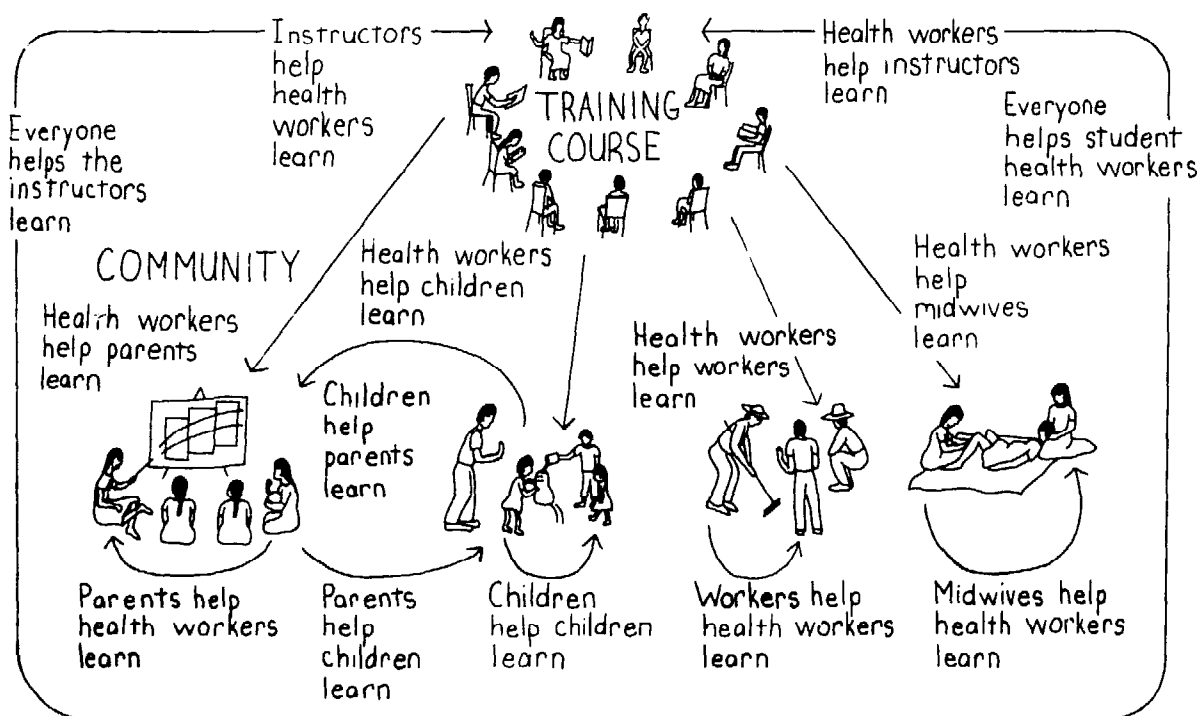 Instructors
help
health
workers
learn
Health workers
help instructors
learn
TRAINING
COURSE
Everyone
helps the
instructors
learn
Everyone
helps student
health workers
learn
COMMUNITY
Health workers
help parents
learn
Health workers
help children
learn
Health workers
help workers
learn
Health workers
help
midwives
learn
Children
help
parents
learn
Parents help
health workers
learn
Parents
help
children
learn
Children
help children
learn
Workers help
health workers
learn
Midwives help
health workers
learn